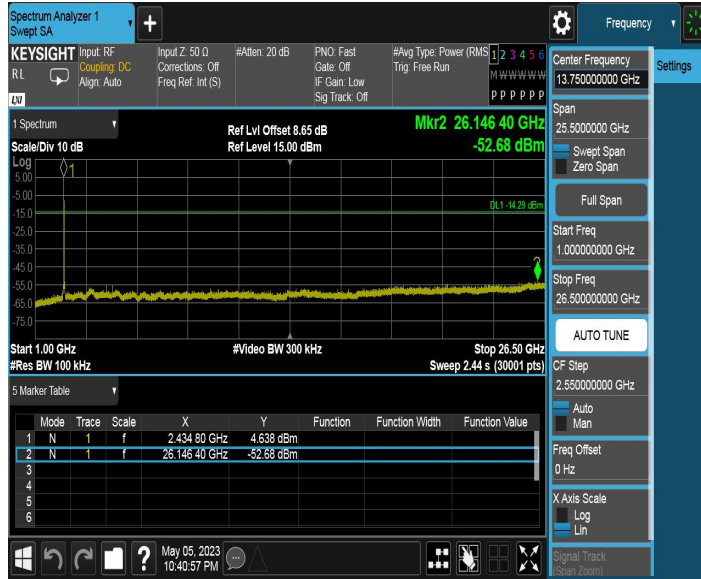 Spectrum Analyzer 1
Swept SA
Frequency
KEYSIGHT
RL
LXI
Input: RF
Coupling: DC
Align: Auto
Input Z: 50 Ω
Corrections: Off
Freq Ref: Int (S)
#Atten: 20 dB
PNO: Fast
Gate: Off
IF Gain: Low
Sig Track: Off
#Avg Type: Power (RMS
Trig: Free Run
1 2 3 4 5 6
M W W W W W
P P P P P P
Center Frequency
13.750000000 GHz
Settings
1 Spectrum
Scale/Div 10 dB
Ref Lvl Offset 8.65 dB
Ref Level 15.00 dBm
Mkr2 26.146 40 GHz
-52.68 dBm
Log
5.00
-5.00
-15.0
-25.0
-35.0
-45.0
-55.0
-65.0
-75.0
1
DL1 -14.29 dBm
2
Start 1.00 GHz
#Res BW 100 kHz
#Video BW 300 kHz
Stop 26.50 GHz
Sweep 2.44 s (30001 pts)
Span
25.5000000 GHz
Swept Span
Zero Span
Full Span
Start Freq
1.000000000 GHz
Stop Freq
26.500000000 GHz
AUTO TUNE
CF Step
2.550000000 GHz
Auto
Man
Freq Offset
0 Hz
X Axis Scale
Log
Lin
Signal Track
(Span Zoom)
5 Marker Table
Mode Trace Scale X Y Function Function Width Function Value
1 N 1 f 2.434 80 GHz 4.638 dBm
2 N 1 f 26.146 40 GHz -52.68 dBm
3
4
5
6
?
May 05, 2023
10:40:57 PM